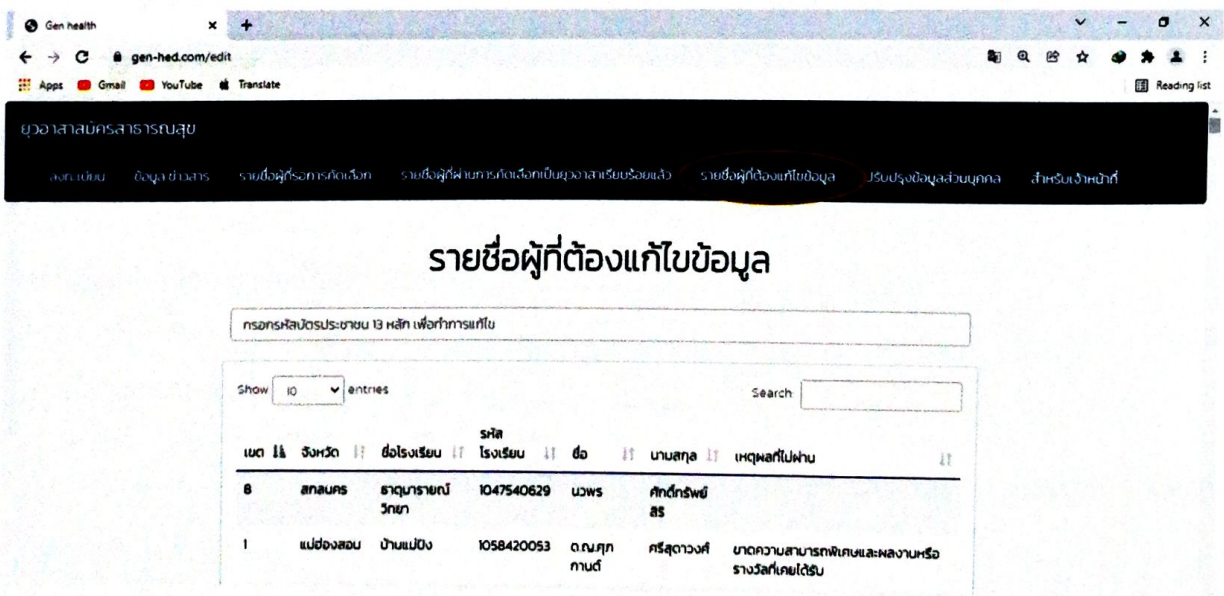 Gen health
gen-hed.com/edit
Apps Gmail YouTube Translate Reading list
ยุวอาสาสมัครสาธารณสุข
ลงทะเบียน ข้อมูล ข่าวสาร รายชื่อผู้ที่รอการคัดเลือก รายชื่อผู้ที่ผ่านการคัดเลือกเป็นยุวอาสาเรียบร้อยแล้ว รายชื่อผู้ที่ต้องแก้ไขข้อมูล ปรับปรุงข้อมูลส่วนบุคคล สำหรับเจ้าหน้าที่
รายชื่อผู้ที่ต้องแก้ไขข้อมูล
กรอกรหัสบัตรประชาชน 13 หลัก เพื่อทำการแก้ไข
Show 10 entries Search:
เขต จังหวัด ชื่อโรงเรียน รหัสโรงเรียน ชื่อ นามสกุล เหตุผลที่ไม่ผ่าน
8 สกลนคร ธาตุนารายณ์ 1047540629 นวพร ศักดิ์ทรัพย์
วิทยา สิริ
1 แม่ฮ่องสอน บ้านแม่ปิง 1058420053 ด.ญ.ศุภ ศรีสุดาวงศ์ ขาดความสามารถพิเศษและผลงานหรือ
กานต์ รางวัลที่เคยได้รับ